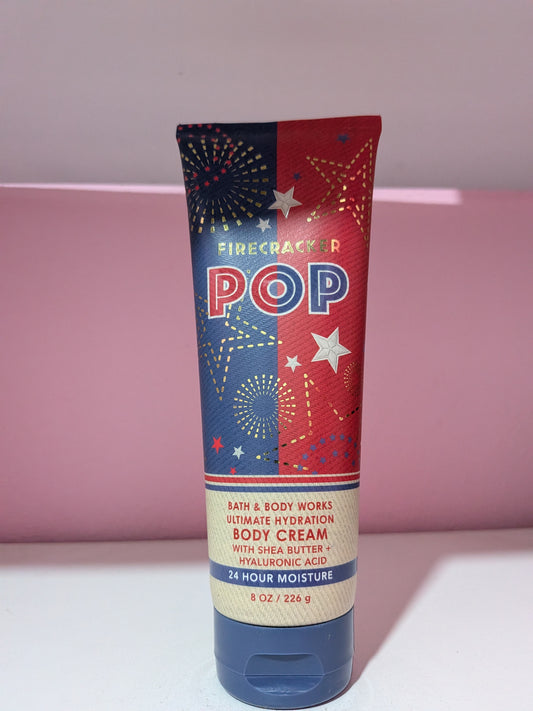 FIRECRACKER
POP
BATH & BODY WORKS
ULTIMATE HYDRATION
BODY CREAM
WITH SHEA BUTTER +
HYALURONIC ACID
24 HOUR MOISTURE
8 OZ / 226 g